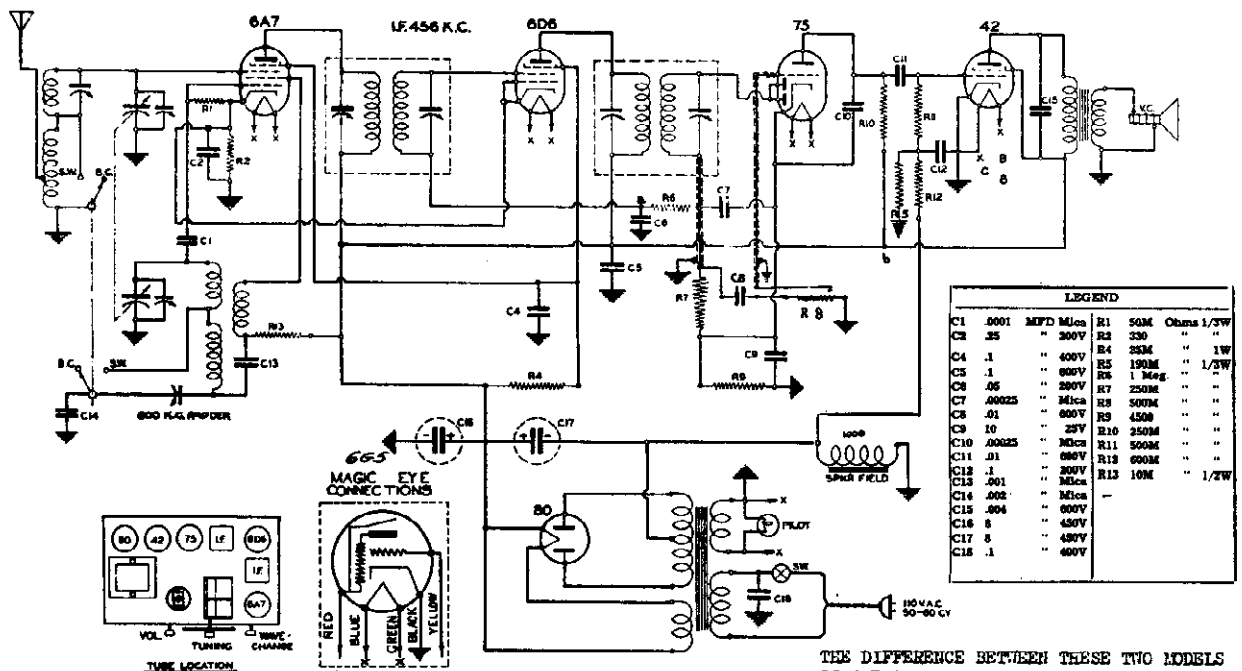 6A7
I.F. 456 K.C.
6D6
75
42
R1
C2
R2
S.W.
B.C.
C1
R6
C6
C7
C5
C4
R7
C8
R 8
C9
R9
C10
R10
C11
R11
C15
C12
R12
R5
V.C.
R13
C13
R4
B.C.
S.W.
600 K.C. PADDER
C14
C16
C17
1000
SPKR FIELD
6G5
MAGIC EYE
CONNECTIONS
RED
BLUE
GREEN
BLACK
YELLOW
80
PILOT
SW.
C18
110 V.A.C.
50-60 CY
80 42 75 I.F. 6D6
I.F.
6A7
VOL
TUNING
WAVE-
CHANGE
TUBE LOCATION
LEGEND
C1 .0001 MFD Mica R1 50M Ohms 1/3W
C2 .25 " 200V R2 330 " "
R4 25M " 1W
C4 .1 " 400V R5 190M " 1/3W
C5 .1 " 600V R6 1 Meg. " "
C6 .05 " 200V R7 250M " "
C7 .00025 " Mica R8 500M " "
C8 .01 " 600V R9 4500 " "
C9 10 " 25V R10 250M " "
C10 .00025 " Mica R11 500M " "
C11 .01 " 600V R12 600M " "
C12 .1 " 200V R13 10M " 1/2W
C13 .001 " Mica
C14 .002 " Mica
C15 .004 " 600V
C16 8 " 450V
C17 8 " 450V
C18 .1 " 400V
THE DIFFERENCE BETWEEN THESE TWO MODELS